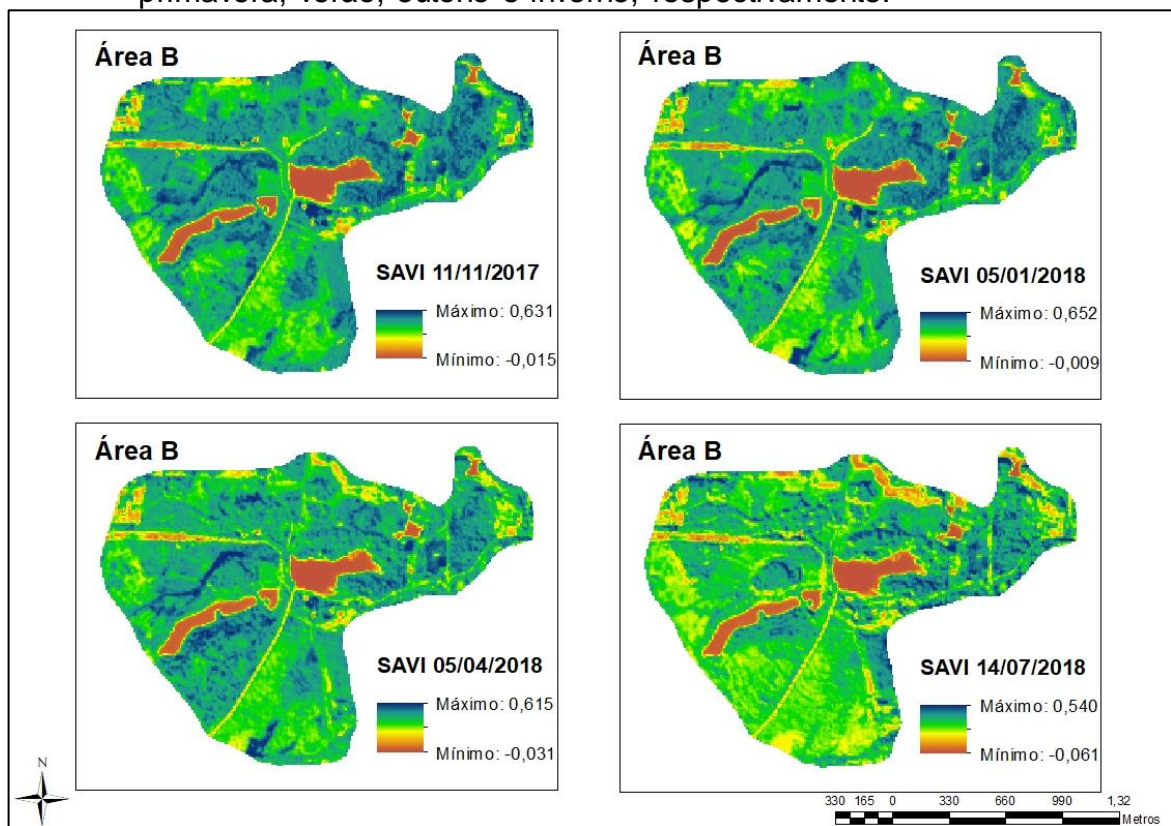 primavera, verão, outono e inverno, respectivamente.
Área B
SAVI 11/11/2017
Máximo: 0,631
Mínimo: -0,015
Área B
SAVI 05/01/2018
Máximo: 0,652
Mínimo: -0,009
Área B
SAVI 05/04/2018
Máximo: 0,615
Mínimo: -0,031
Área B
SAVI 14/07/2018
Máximo: 0,540
Mínimo: -0,061
N
330 165 0 330 660 990 1,32
Metros